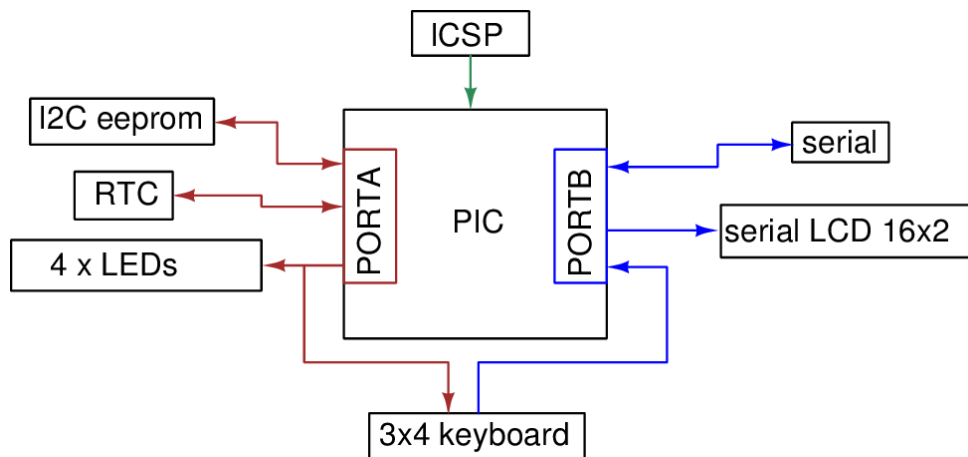 ICSP
I2C eeprom
RTC
4 x LEDs
PORTA
PIC
PORTB
serial
serial LCD 16x2
3x4 keyboard